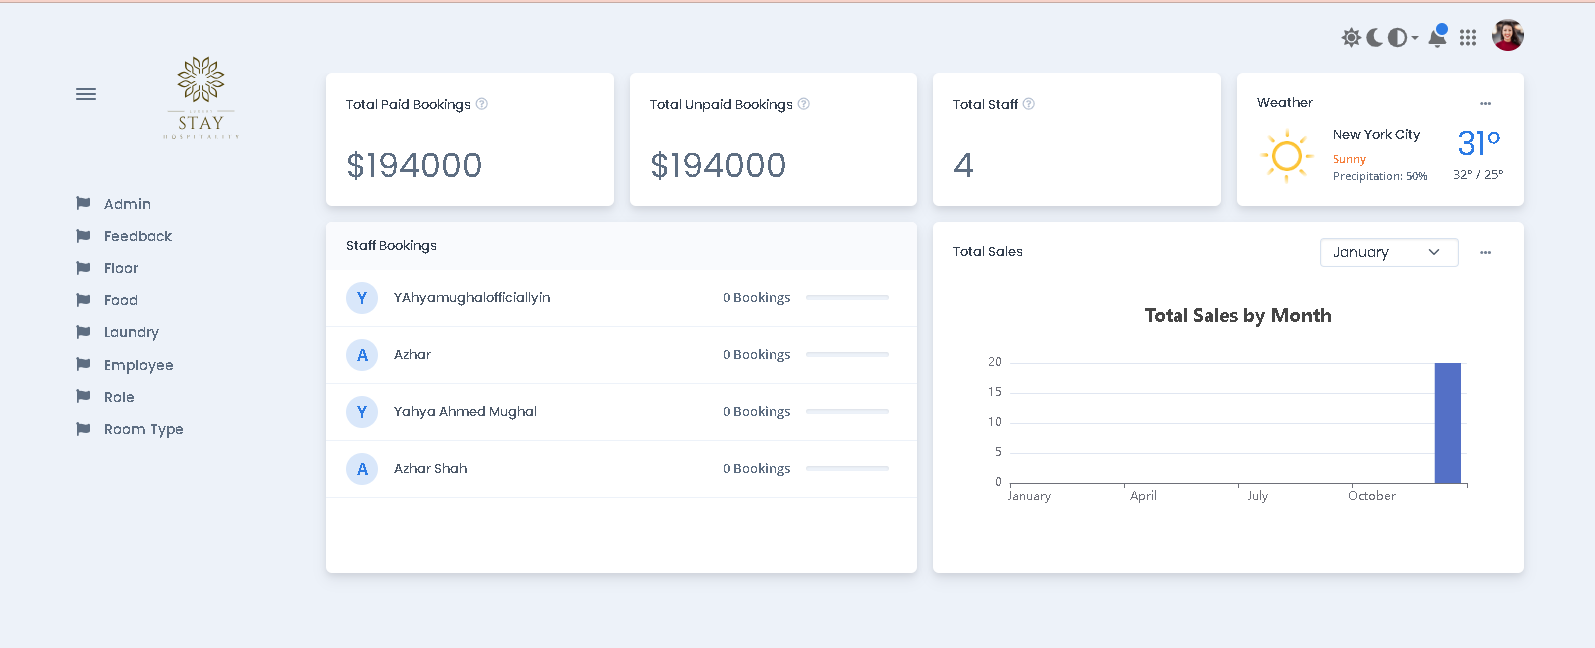 LUXURY
STAY
HOSPITALITY
Admin
Feedback
Floor
Food
Laundry
Employee
Role
Room Type
Total Paid Bookings
$194000
Total Unpaid Bookings
$194000
Total Staff
4
Weather
New York City
Sunny
Precipitation: 50%
31°
32° / 25°
Staff Bookings
Y YAhyamughalofficiallyin 0 Bookings
A Azhar 0 Bookings
Y Yahya Ahmed Mughal 0 Bookings
A Azhar Shah 0 Bookings
Total Sales
January
Total Sales by Month
20
15
10
5
0
January April July October